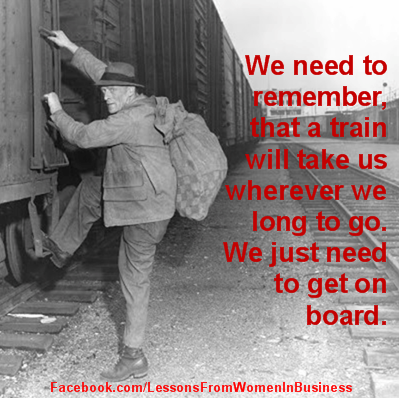 We need to
remember,
that a train
will take us
wherever we
long to go.
We just need
to get on
board.
Facebook.com/LessonsFromWomenInBusiness